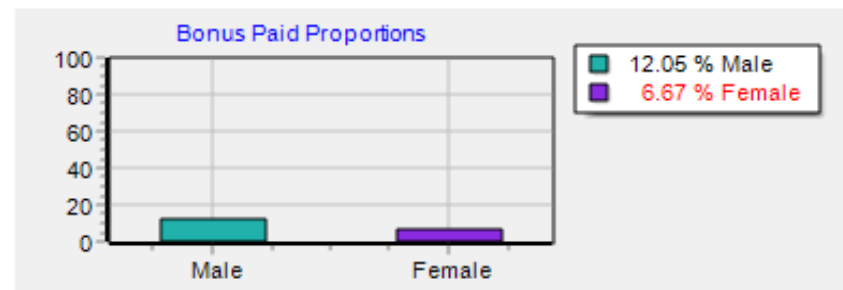 Bonus Paid Proportions
100
80
60
40
20
0
Male
Female
12.05 % Male
6.67 % Female